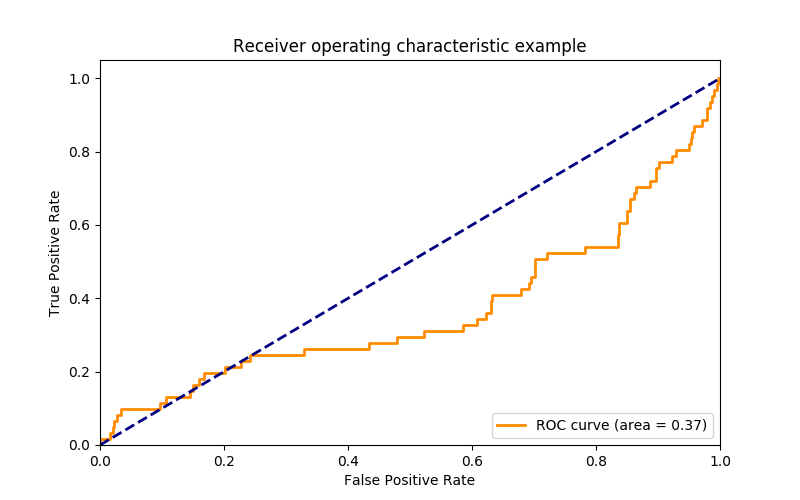 Receiver operating characteristic example
True Positive Rate
1.0
0.8
0.6
0.4
0.2
0.0
ROC curve (area = 0.37)
0.0 0.2 0.4 0.6 0.8 1.0
False Positive Rate